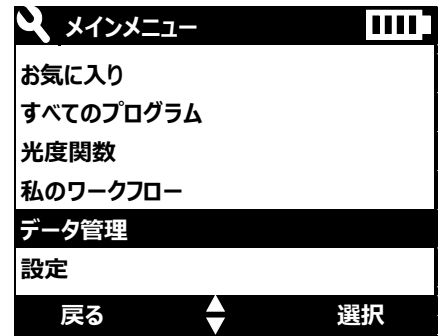 メインメニュー
お気に入り
すべてのプログラム
光度関数
私のワークフロー
データ管理
設定
戻る 選択